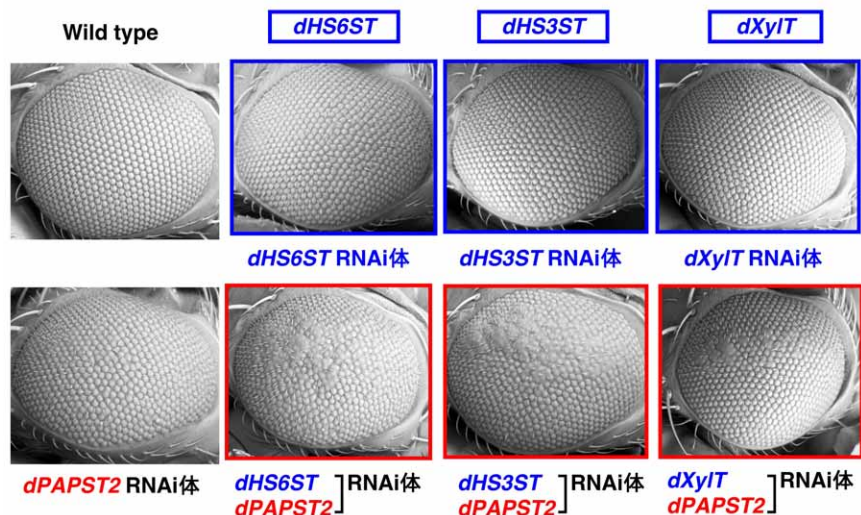 Wild type
dHS6ST
dHS3ST
dXylT
dHS6ST RNAi体
dHS3ST RNAi体
dXylT RNAi体
dPAPST2 RNAi体
dHS6ST
dPAPST2
RNAi体
dHS3ST
dPAPST2
RNAi体
dXylT
dPAPST2
RNAi体